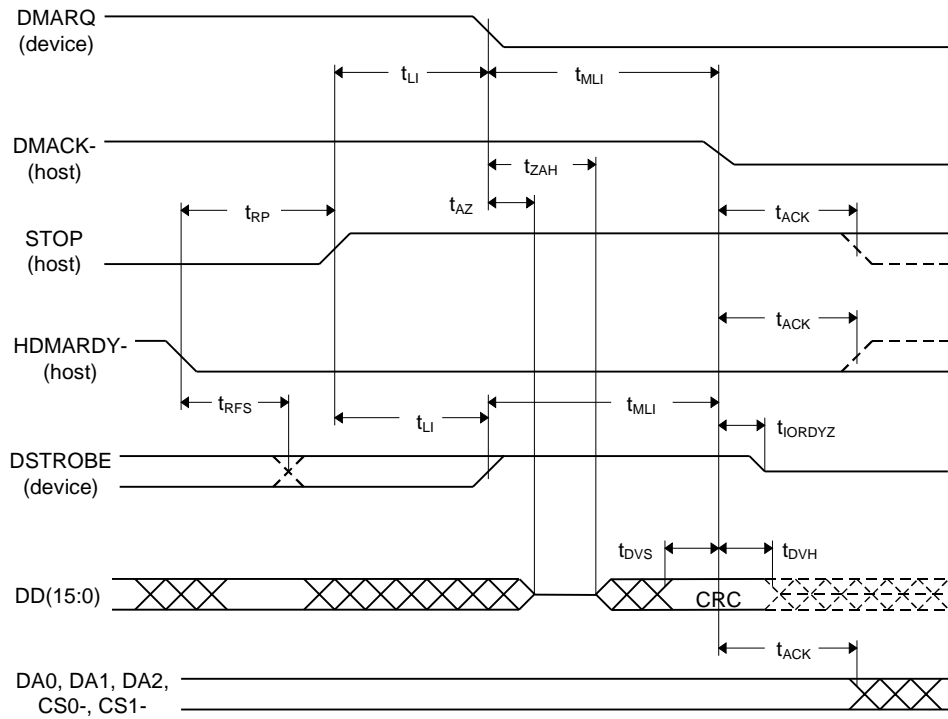 DMARQ
(device)
tLI
tMLI
DMACK-
(host)
tZAH
tAZ
tRP
tACK
STOP
(host)
tACK
HDMARDY-
(host)
tRFS
tLI
tMLI
tIORDYZ
DSTROBE
(device)
tDVS
tDVH
DD(15:0)
CRC
tACK
DA0, DA1, DA2,
CS0-, CS1-